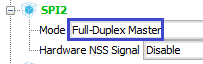 SPI2
Mode Full-Duplex Master
Hardware NSS Signal Disable